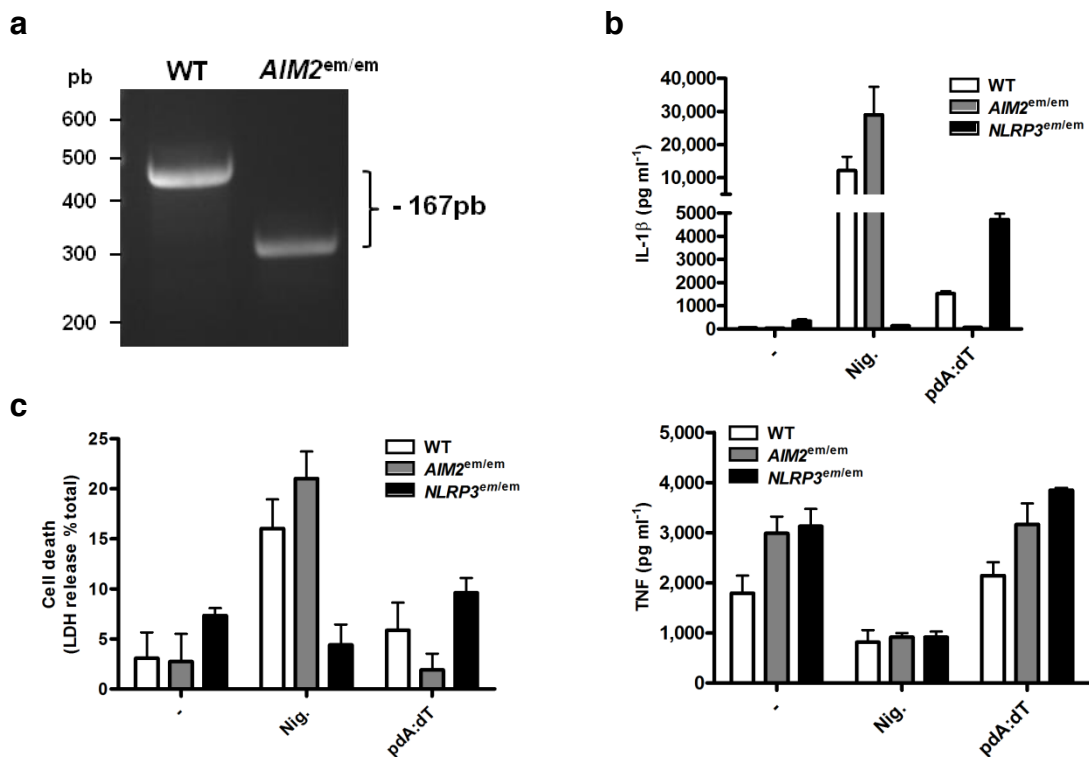 a
WT AIM2em/em
pb
600
500
400
300
200
- 167pb
b
40,000
30,000
20,000
10,000
5000
4000
3000
2000
1000
0
IL-1β (pg ml-1)
WT
AIM2em/em
NLRP3em/em
- Nig. pdA:dT
c
25
20
15
10
5
0
Cell death
(LDH release % total)
WT
AIM2em/em
NLRP3em/em
- Nig. pdA:dT
5,000
4,000
3,000
2,000
1,000
0
TNF (pg ml-1)
WT
AIM2em/em
NLRP3em/em
- Nig. pdA:dT